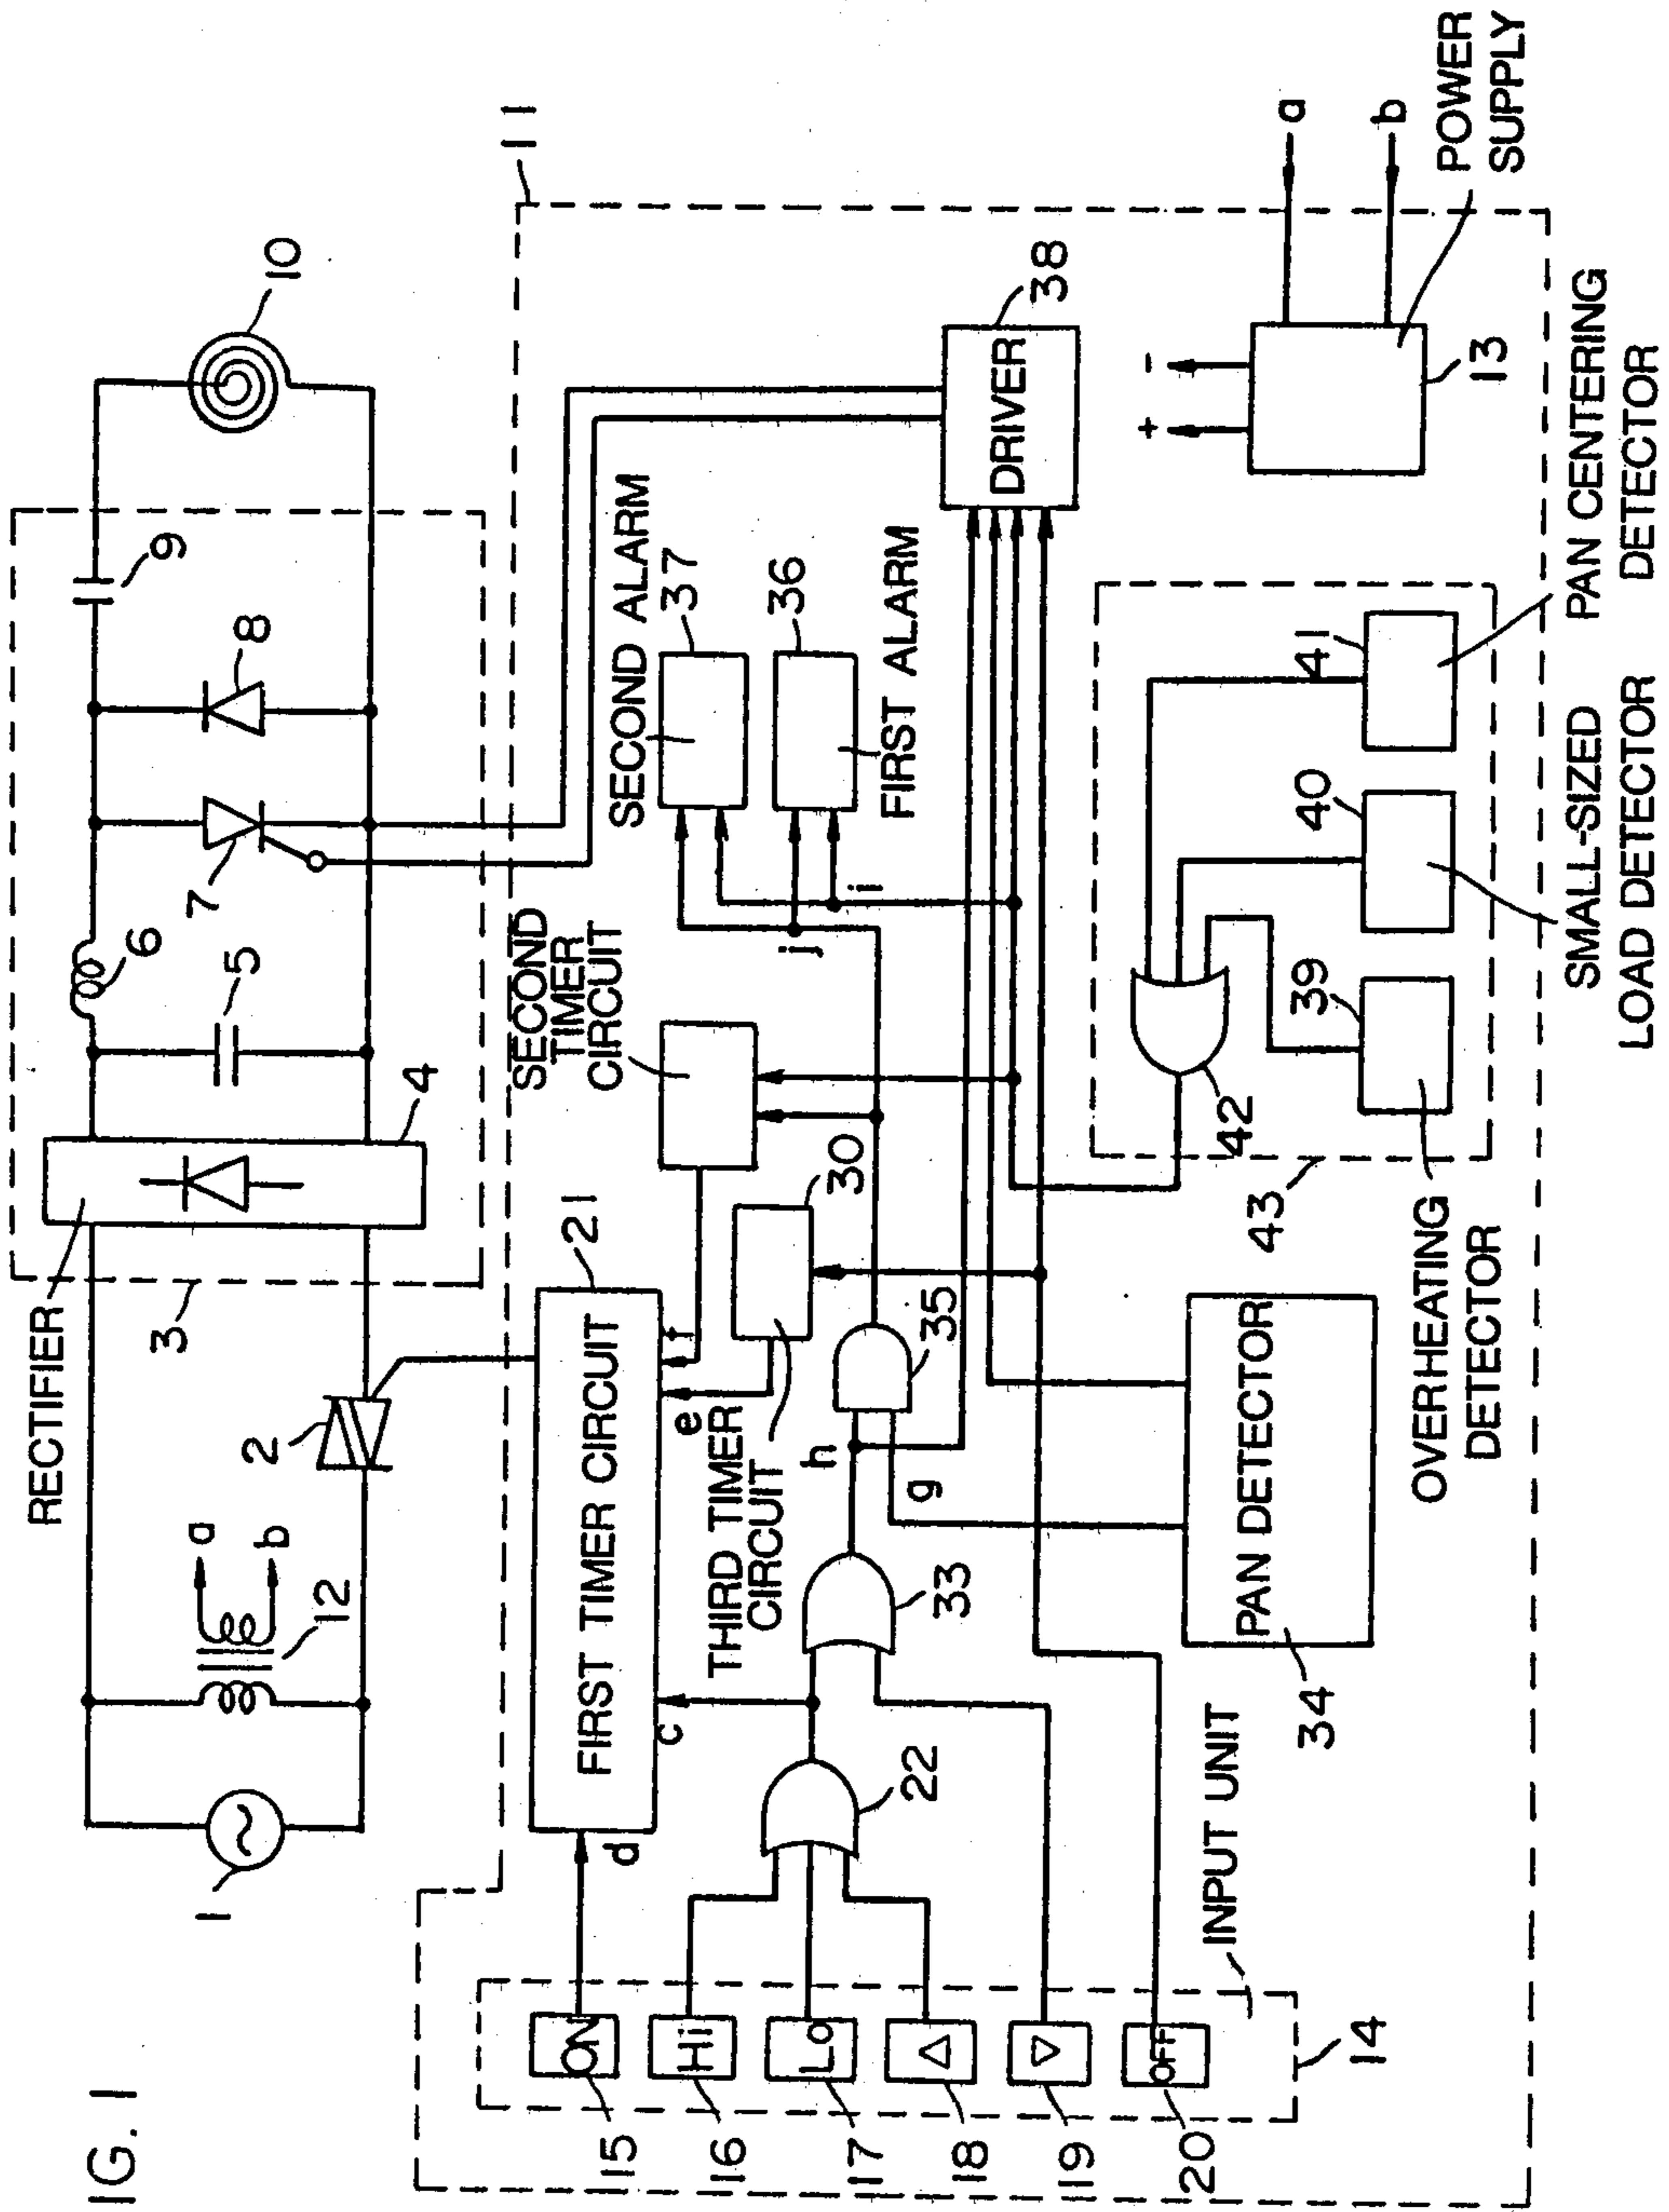 IG. 1
1
RECTIFIER
3
4
5
6
7
8
9
10
2
a
b
12
11
ON
Hi
Lo
△
▽
OFF
15
16
17
18
19
20
14
INPUT UNIT
d
FIRST TIMER CIRCUIT
21
c
e
f
22
33
THIRD TIMER
CIRCUIT
30
SECOND
TIMER
CIRCUIT
h
g
35
j
i
SECOND ALARM
37
36
FIRST ALARM
DRIVER
38
PAN DETECTOR
34
43
42
39
40
41
OVERHEATING
DETECTOR
SMALL-SIZED
LOAD DETECTOR
PAN CENTERING
DETECTOR
+
-
13
a
b
POWER
SUPPLY